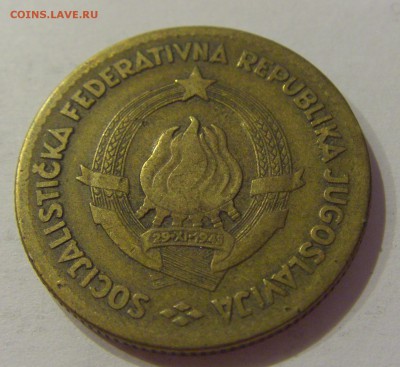 COINS.LAVE.RU
SOCIJALISTIČKA FEDERATIVNA REPUBLIKA JUGOSLAVIJA
29·XI·1943